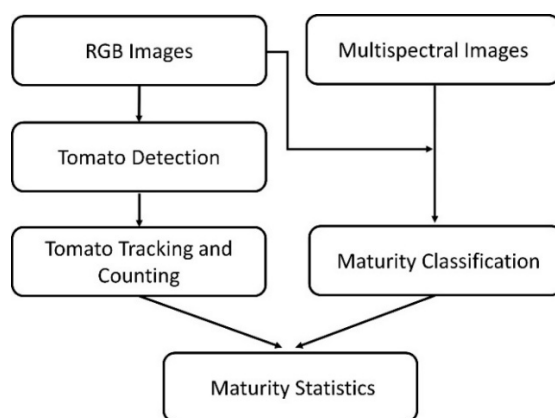 RGB Images
Multispectral Images
Tomato Detection
Tomato Tracking and
Counting
Maturity Classification
Maturity Statistics